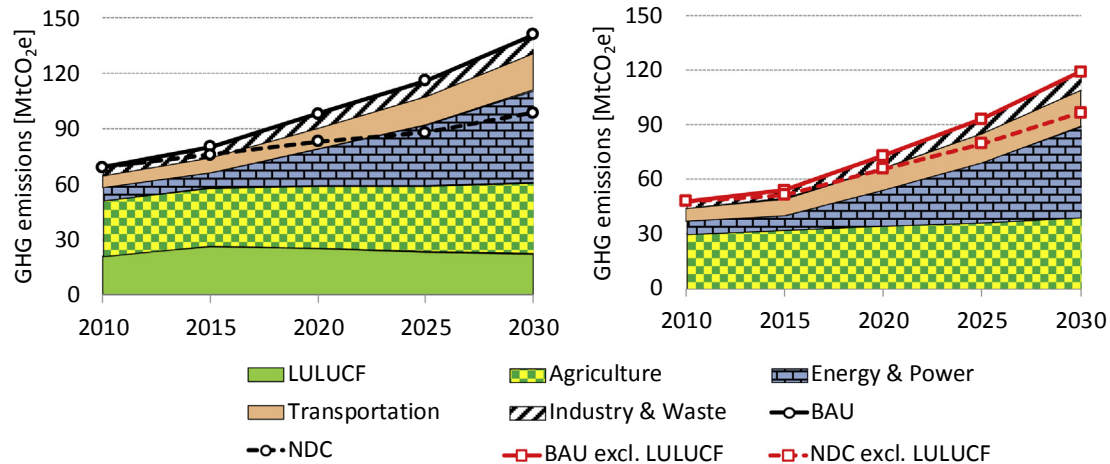 GHG emissions [MtCO₂e]
150
120
90
60
30
0
2010 2015 2020 2025 2030
GHG emissions [MtCO₂e]
150
120
90
60
30
0
2010 2015 2020 2025 2030
LULUCF Agriculture Energy & Power
Transportation Industry & Waste BAU
NDC BAU excl. LULUCF NDC excl. LULUCF